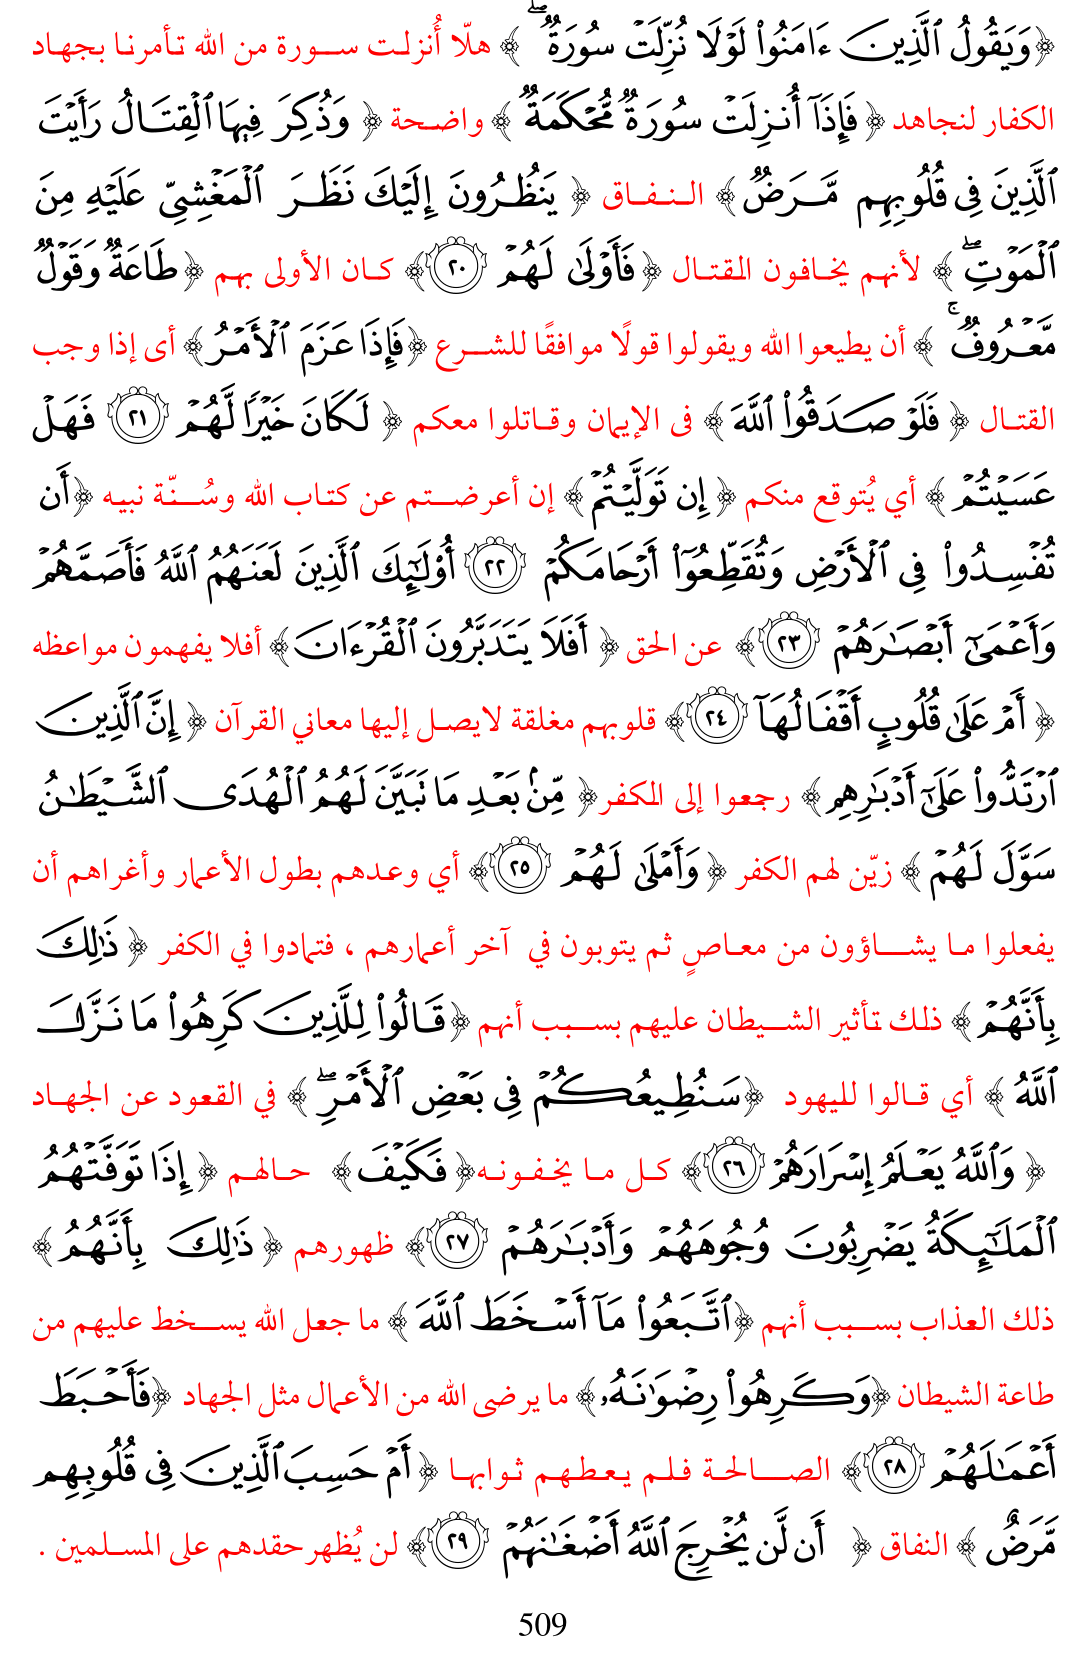 ﴿وَيَقُولُ ٱلَّذِينَ ءَامَنُوا۟ لَوْلَا نُزِّلَتْ سُورَةٌ ۖ ﴾ هلّا أُنزلت سورة من الله تأمرنا بجهاد
الكفار لنجاهد ﴿ فَإِذَآ أُنزِلَتْ سُورَةٌ مُّحْكَمَةٌ ﴾ واضحة ﴿ وَذُكِرَ فِيهَا ٱلْقِتَالُ رَأَيْتَ
ٱلَّذِينَ فِى قُلُوبِهِم مَّرَضٌ ﴾ النفاق ﴿ يَنظُرُونَ إِلَيْكَ نَظَرَ ٱلْمَغْشِىِّ عَلَيْهِ مِنَ
ٱلْمَوْتِ ۖ ﴾ لأنهم يخافون القتال ﴿ فَأَوْلَىٰ لَهُمْ ٢٠ ﴾ كان الأولى بهم ﴿ طَاعَةٌ وَقَوْلٌ
مَّعْرُوفٌ ۚ ﴾ أن يطيعوا الله ويقولوا قولًا موافقًا للشرع ﴿فَإِذَا عَزَمَ ٱلْأَمْرُ ﴾ أى إذا وجب
القتال ﴿ فَلَوْ صَدَقُوا۟ ٱللَّهَ ﴾ فى الإيمان وقاتلوا معكم ﴿ لَكَانَ خَيْرًا لَّهُمْ ٢١ فَهَلْ
عَسَيْتُمْ ﴾ أي يُتوقع منكم ﴿ إِن تَوَلَّيْتُمْ ﴾ إن أعرضتم عن كتاب الله وسُنّة نبيه ﴿أَن
تُفْسِدُوا۟ فِى ٱلْأَرْضِ وَتُقَطِّعُوٓا۟ أَرْحَامَكُمْ ٢٢ أُو۟لَٰٓئِكَ ٱلَّذِينَ لَعَنَهُمُ ٱللَّهُ فَأَصَمَّهُمْ
وَأَعْمَىٰٓ أَبْصَٰرَهُمْ ٢٣ ﴾ عن الحق ﴿ أَفَلَا يَتَدَبَّرُونَ ٱلْقُرْءَانَ ﴾ أفلا يفهمون مواعظه
﴿ أَمْ عَلَىٰ قُلُوبٍ أَقْفَالُهَآ ٢٤ ﴾ قلوبهم مغلقة لايصل إليها معاني القرآن ﴿ إِنَّ ٱلَّذِينَ
ٱرْتَدُّوا۟ عَلَىٰٓ أَدْبَٰرِهِم ﴾ رجعوا إلى الكفر ﴿ مِّنۢ بَعْدِ مَا تَبَيَّنَ لَهُمُ ٱلْهُدَى ٱلشَّيْطَٰنُ
سَوَّلَ لَهُمْ ﴾ زيّن لهم الكفر ﴿ وَأَمْلَىٰ لَهُمْ ٢٥ ﴾ أي وعدهم بطول الأعمار وأغراهم أن
يفعلوا ما يشاؤون من معاصٍ ثم يتوبون في آخر أعمارهم ، فتمادوا في الكفر ﴿ ذَٰلِكَ
بِأَنَّهُمْ ﴾ ذلك تأثير الشيطان عليهم بسبب أنهم ﴿قَالُوا۟ لِلَّذِينَ كَرِهُوا۟ مَا نَزَّلَ
ٱللَّهُ ﴾ أي قالوا لليهود ﴿سَنُطِيعُكُمْ فِى بَعْضِ ٱلْأَمْرِ ۖ ﴾ في القعود عن الجهاد
﴿ وَٱللَّهُ يَعْلَمُ إِسْرَارَهُمْ ٢٦ ﴾ كل ما يخفونه ﴿ فَكَيْفَ ﴾ حالهم ﴿ إِذَا تَوَفَّتْهُمُ
ٱلْمَلَٰٓئِكَةُ يَضْرِبُونَ وُجُوهَهُمْ وَأَدْبَٰرَهُمْ ٢٧ ﴾ ظهورهم ﴿ ذَٰلِكَ بِأَنَّهُمُ ﴾
ذلك العذاب بسبب أنهم ﴿ٱتَّبَعُوا۟ مَآ أَسْخَطَ ٱللَّهَ ﴾ ما جعل الله يسخط عليهم من
طاعة الشيطان ﴿وَكَرِهُوا۟ رِضْوَٰنَهُۥ ﴾ ما يرضى الله من الأعمال مثل الجهاد ﴿فَأَحْبَطَ
أَعْمَٰلَهُمْ ٢٨ ﴾ الصالحة فلم يعطهم ثوابها ﴿ أَمْ حَسِبَ ٱلَّذِينَ فِى قُلُوبِهِم
مَّرَضٌ ﴾ النفاق ﴿ أَن لَّن يُخْرِجَ ٱللَّهُ أَضْغَٰنَهُمْ ٢٩ ﴾ لن يُظهر حقدهم على المسلمين .
509